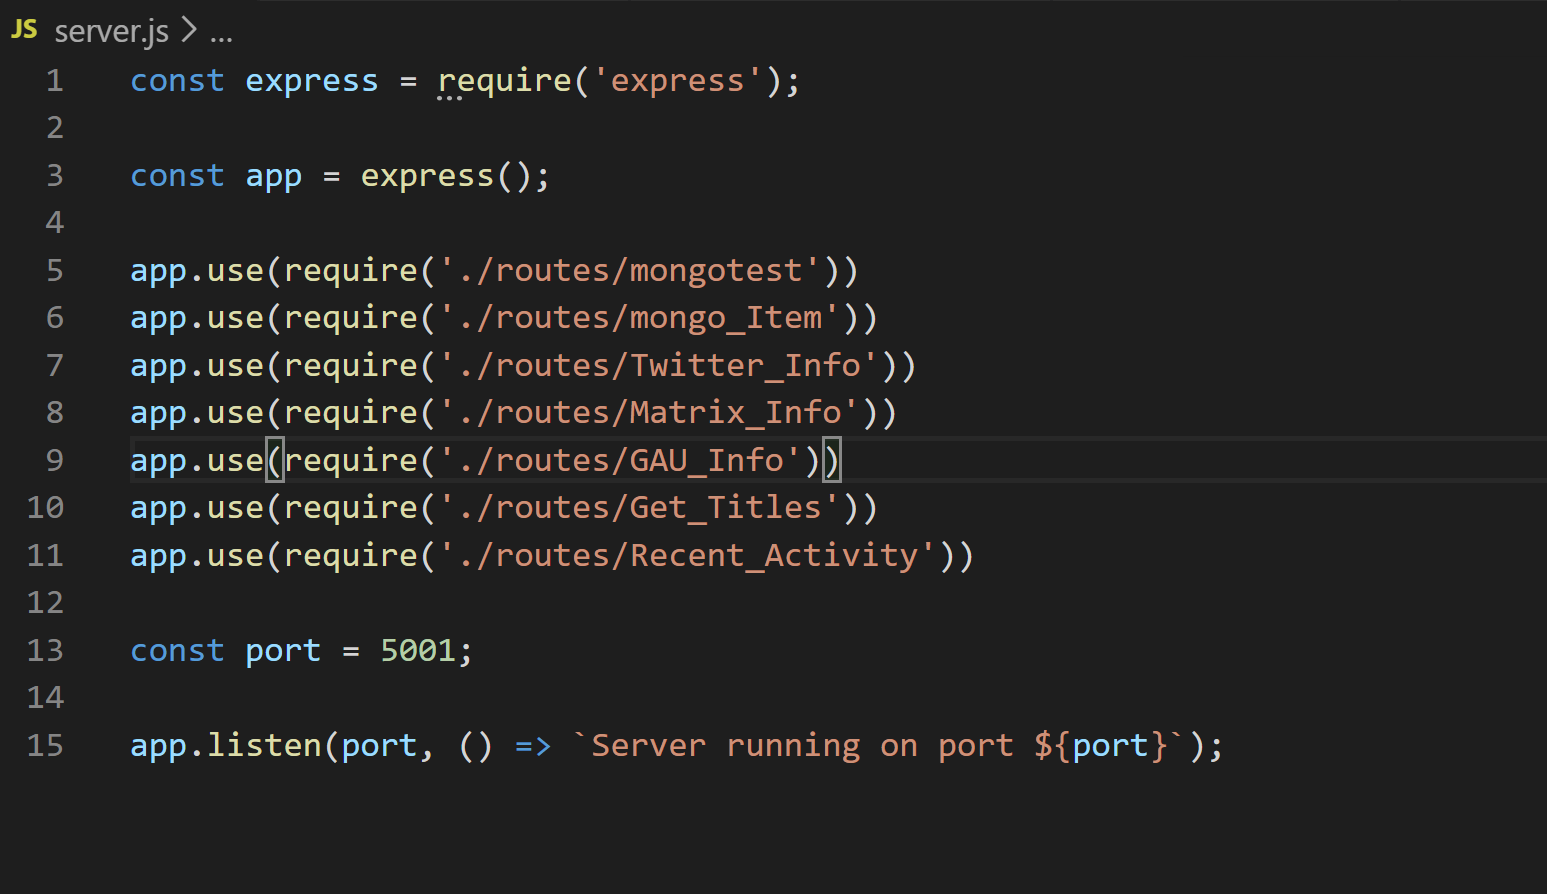 JS server.js > ...
1 const express = require('express');
2
3 const app = express();
4
5 app.use(require('./routes/mongotest'))
6 app.use(require('./routes/mongo_Item'))
7 app.use(require('./routes/Twitter_Info'))
8 app.use(require('./routes/Matrix_Info'))
9 app.use(require('./routes/GAU_Info'))
10 app.use(require('./routes/Get_Titles'))
11 app.use(require('./routes/Recent_Activity'))
12
13 const port = 5001;
14
15 app.listen(port, () => `Server running on port ${port}`);